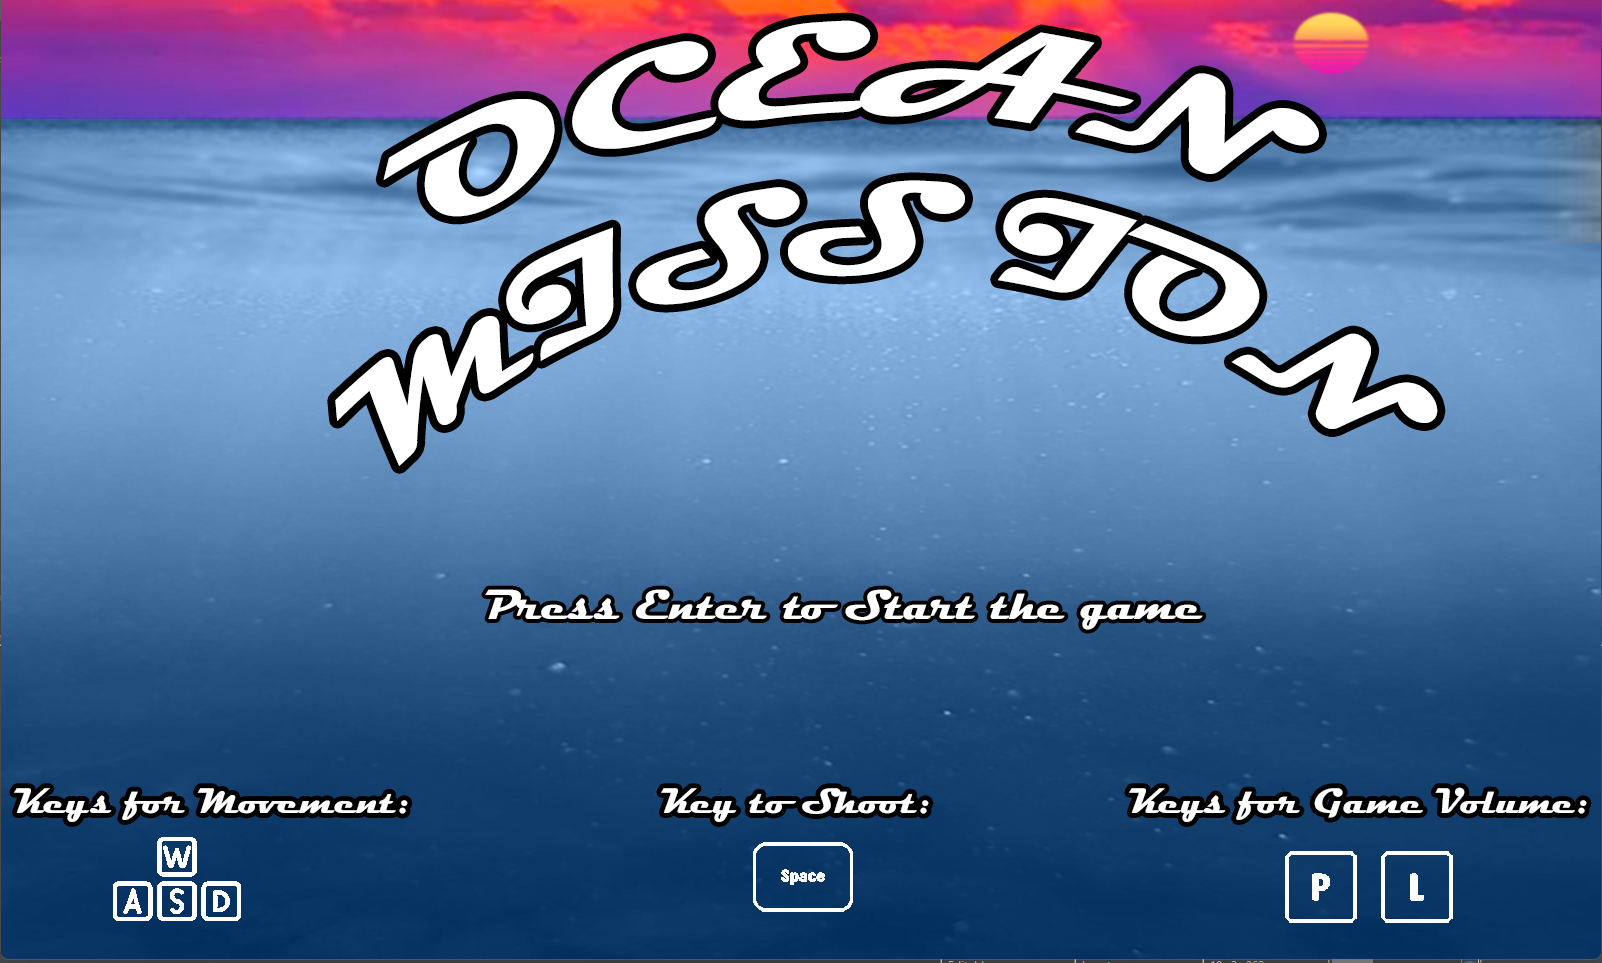 OCEAN
MISSION
Press Enter to Start the game
Keys for Movement: Key to Shoot: Keys for Game Volume:
W
A S D Space P L